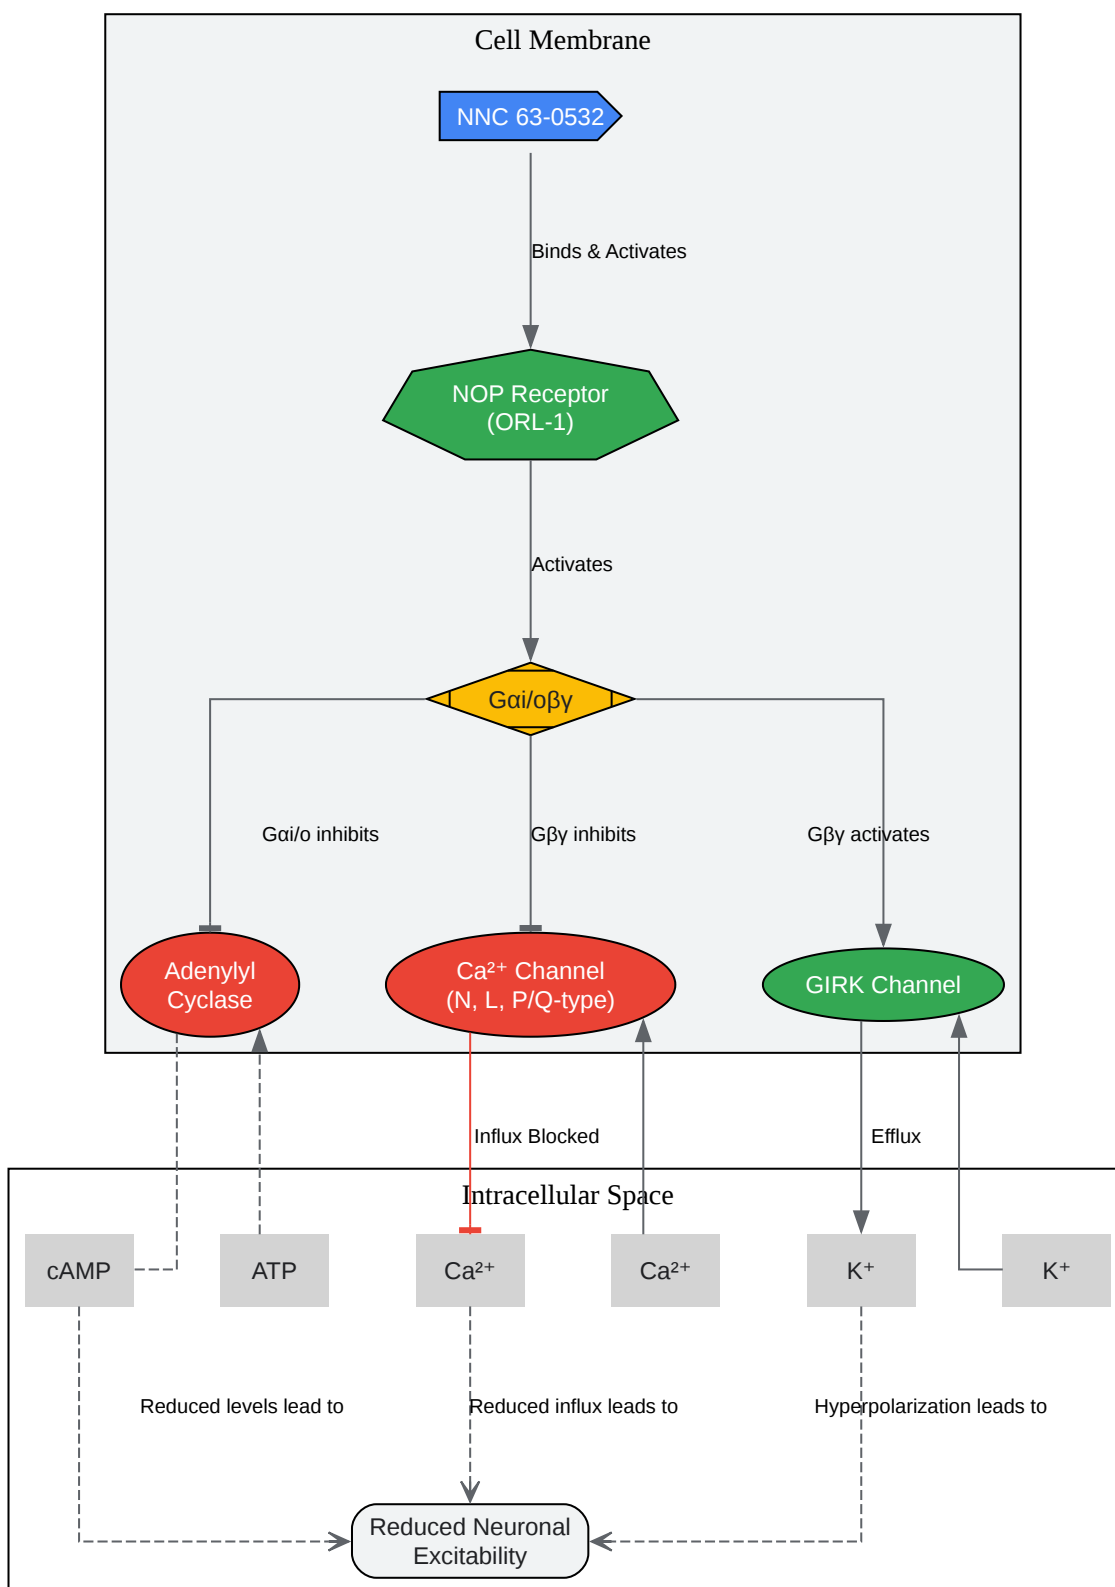 Cell Membrane
NNC 63-0532
Binds & Activates
NOP Receptor
(ORL-1)
Activates
Gαi/oβγ
Gαi/o inhibits
Gβγ inhibits
Gβγ activates
Adenylyl
Cyclase
Ca²⁺ Channel
(N, L, P/Q-type)
GIRK Channel
Influx Blocked
Efflux
Intracellular Space
cAMP
ATP
Ca²⁺
Ca²⁺
K⁺
K⁺
Reduced levels lead to
Reduced influx leads to
Hyperpolarization leads to
Reduced Neuronal
Excitability